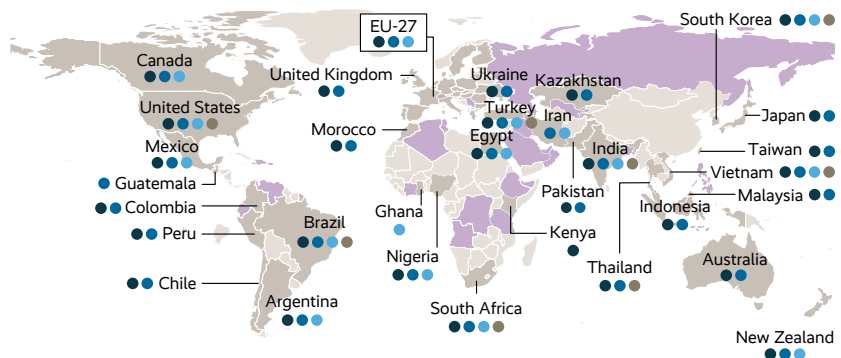 South Korea
EU-27
Canada
United Kingdom
Ukraine
Kazakhstan
United States
Turkey
Iran
Japan
Morocco
Egypt
India
Taiwan
Mexico
Vietnam
Guatemala
Pakistan
Malaysia
Colombia
Ghana
Indonesia
Peru
Brazil
Kenya
Nigeria
Thailand
Australia
Chile
Argentina
South Africa
New Zealand